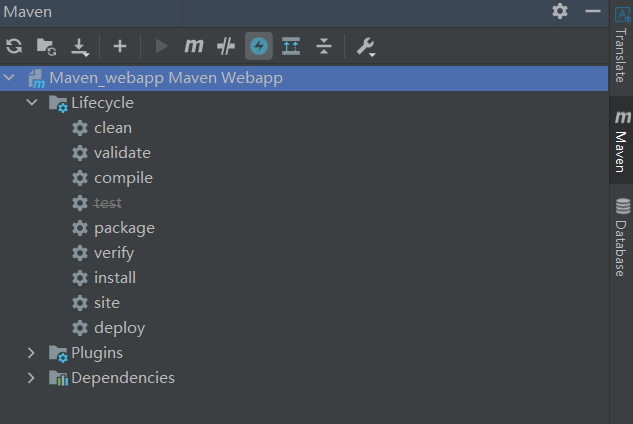 Maven
Maven_webapp Maven Webapp
Lifecycle
clean
validate
compile
test
package
verify
install
site
deploy
Plugins
Dependencies
Translate
Maven
Database